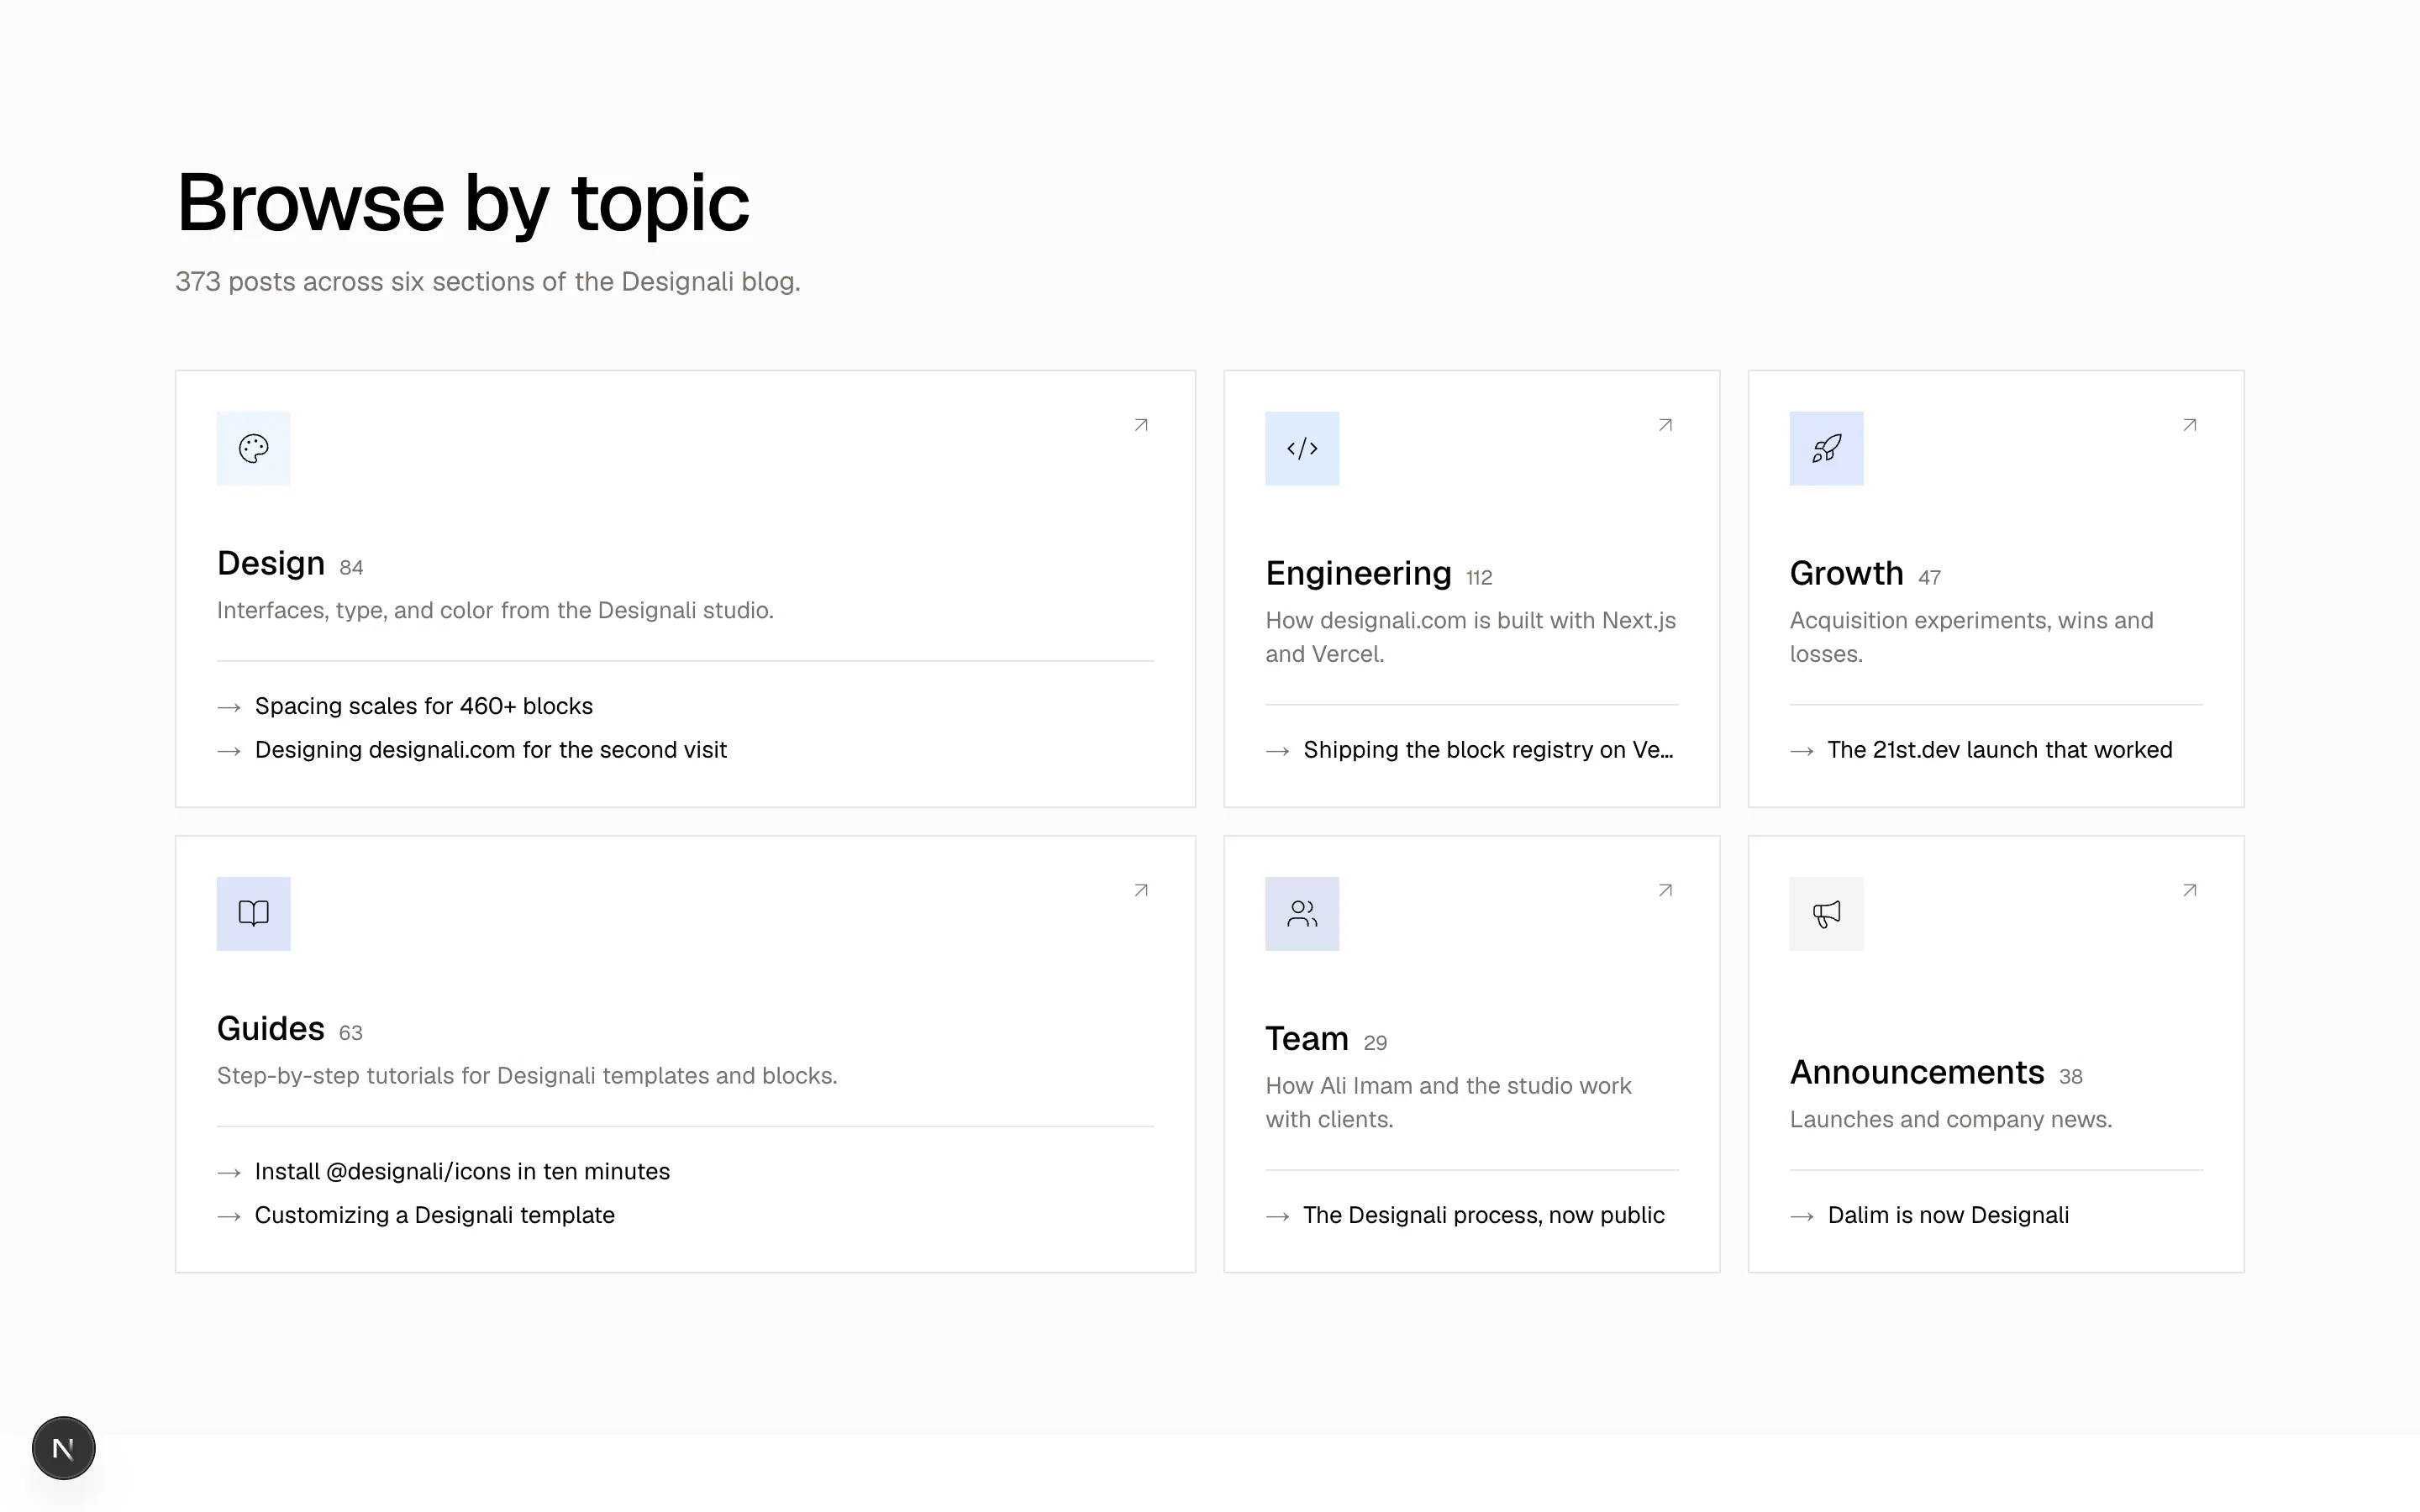 Browse by topic
373 posts across six sections of the Designali blog.
Design 84
Interfaces, type, and color from the Designali studio.
→ Spacing scales for 460+ blocks
→ Designing designali.com for the second visit
Engineering 112
How designali.com is built with Next.js
and Vercel.
→ Shipping the block registry on Ve...
Growth 47
Acquisition experiments, wins and
losses.
→ The 21st.dev launch that worked
Guides 63
Step-by-step tutorials for Designali templates and blocks.
→ Install @designali/icons in ten minutes
→ Customizing a Designali template
Team 29
How Ali Imam and the studio work
with clients.
→ The Designali process, now public
Announcements 38
Launches and company news.
→ Dalim is now Designali
N